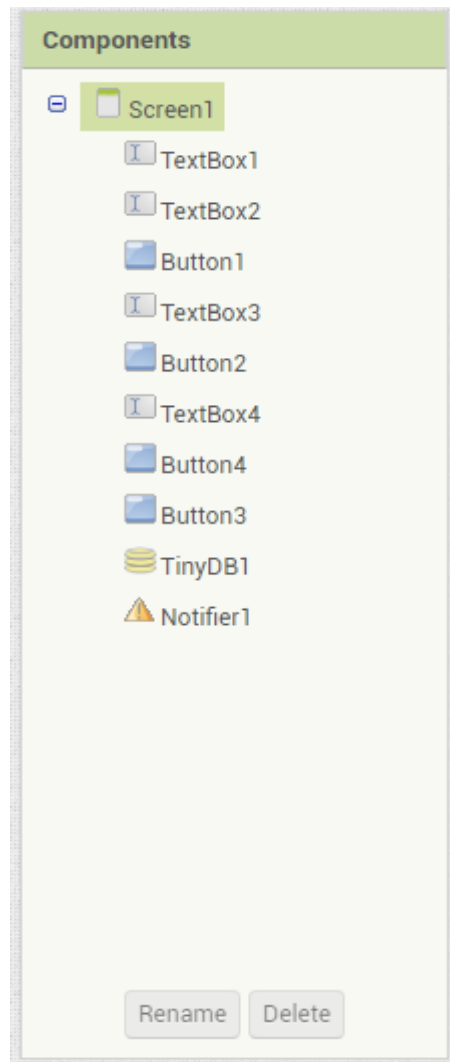 Components
Screen1
TextBox1
TextBox2
Button1
TextBox3
Button2
TextBox4
Button4
Button3
TinyDB1
Notifier1
Rename Delete